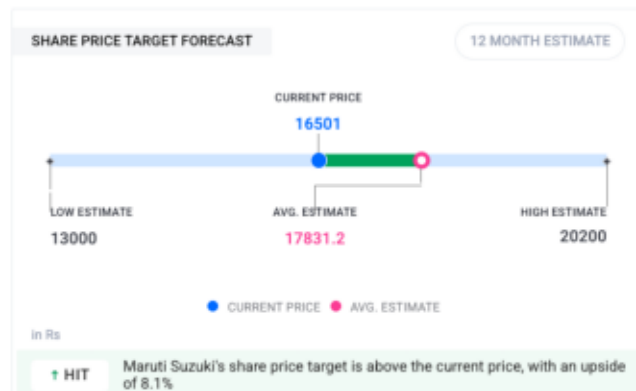 SHARE PRICE TARGET FORECAST
12 MONTH ESTIMATE
CURRENT PRICE
16501
LOW ESTIMATE
AVG. ESTIMATE
HIGH ESTIMATE
13000
17831.2
20200
CURRENT PRICE
AVG. ESTIMATE
in Rs
↑ HIT
Maruti Suzuki's share price target is above the current price, with an upside
of 8.1%